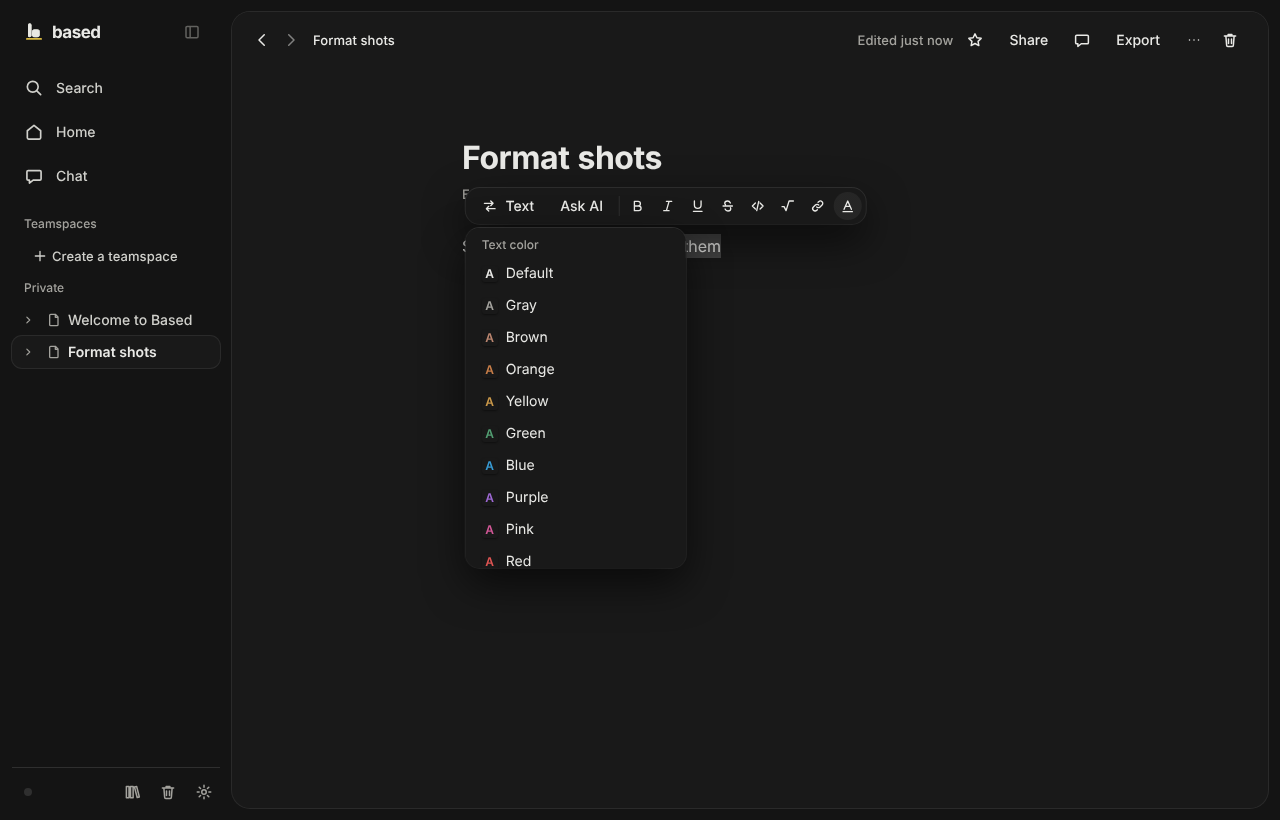 based
Search
Home
Chat
Teamspaces
Create a teamspace
Private
Welcome to Based
Format shots
Format shots
Edited just now
Share
Export
Format shots
Text
Ask AI
them
Text color
A Default
A Gray
A Brown
A Orange
A Yellow
A Green
A Blue
A Purple
A Pink
A Red